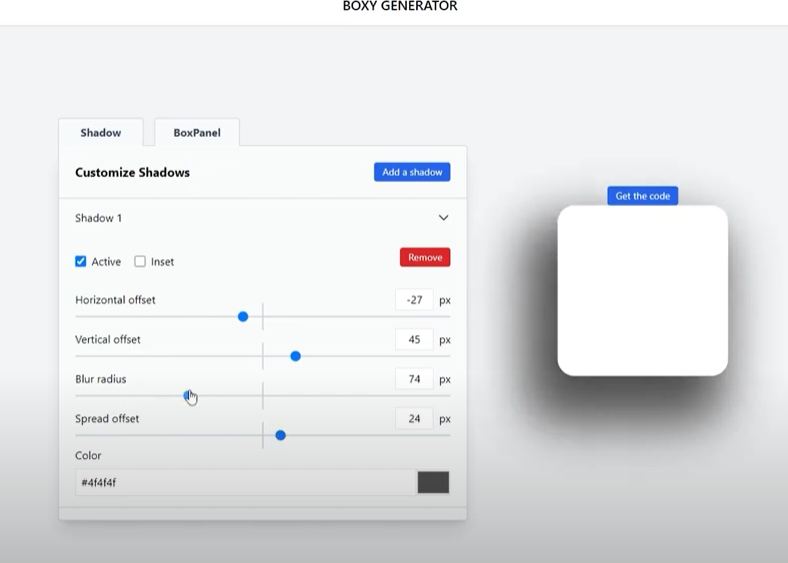 BOXY GENERATOR
Shadow
BoxPanel
Customize Shadows
Add a shadow
Shadow 1
Active
Inset
Remove
Horizontal offset
-27 px
Vertical offset
45 px
Blur radius
74 px
Spread offset
24 px
Color
#4f4f4f
Get the code